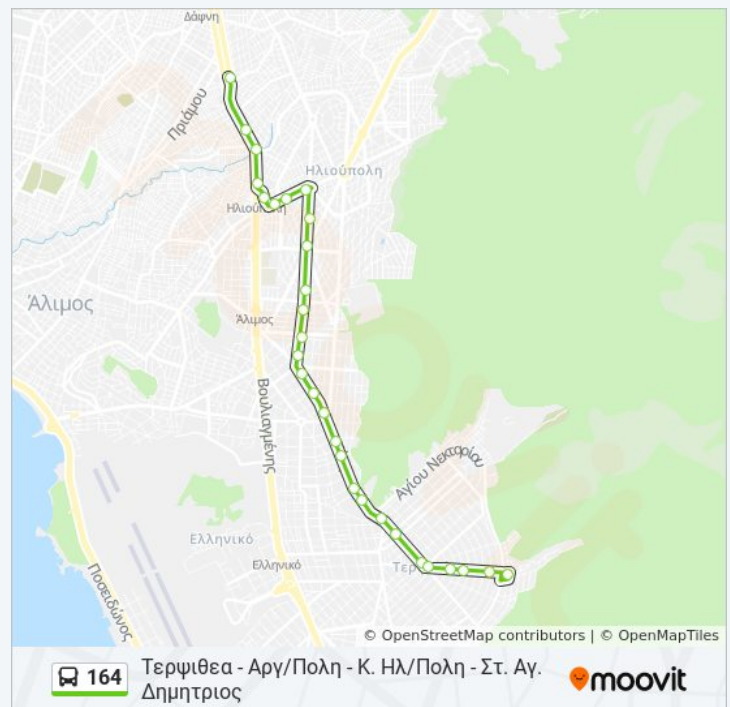 Δάφνη
Πριάμου
Ηλιούπολη
Ηλιούπολη
Άλιμος
Άλιμος
Βουλιαγμένης
Αγίου Νεκταρίου
Ελληνικό
Ελληνικό
Ποσειδώνος
© OpenStreetMap contributors | © OpenMapTiles
164
Τερψιθεα - Αργ/Πολη - Κ. Ηλ/Πολη - Στ. Αγ.
Δημητριος
moovit